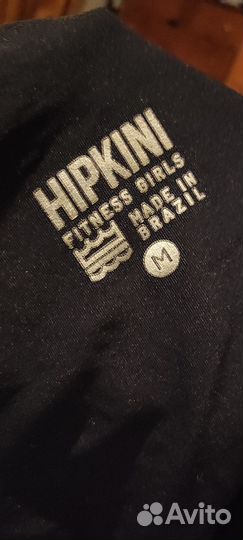 HIPKINI
FITNESS GIRLS
MADE IN
BRAZIL
M
Avito